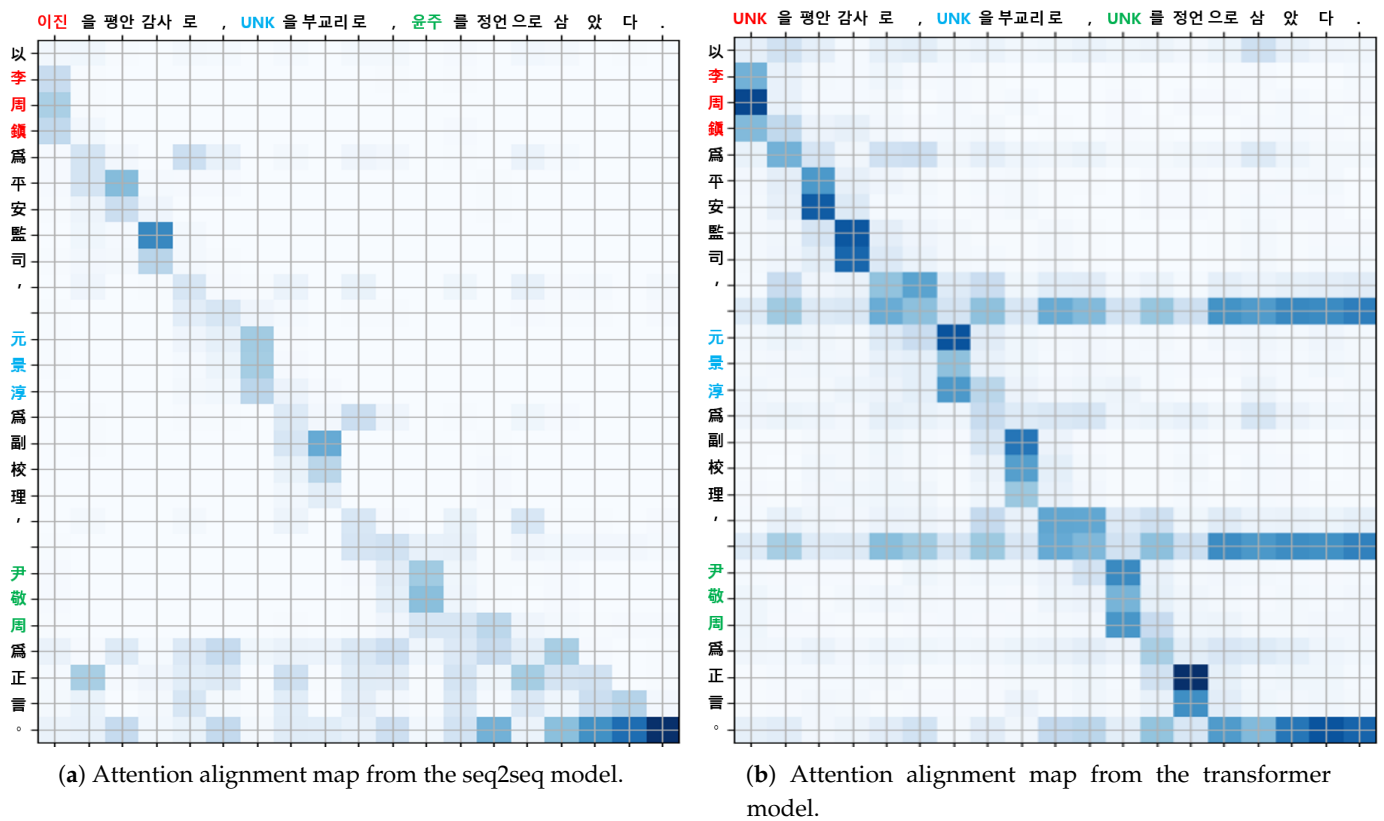 이진 을 평안 감사 로 , UNK 을 부교리 로 , 윤주 를 정언 으로 삼 았 다 .
以
李
周
鎭
爲
平
安
監
司
,
元
景
淳
爲
副
校
理
,
尹
敬
周
爲
正
言
。
(a) Attention alignment map from the seq2seq model.
UNK 을 평안 감사 로 , UNK 을 부교리 로 , UNK 를 정언 으로 삼 았 다 .
以
李
周
鎭
爲
平
安
監
司
,
元
景
淳
爲
副
校
理
,
尹
敬
周
爲
正
言
。
(b) Attention alignment map from the transformer
model.